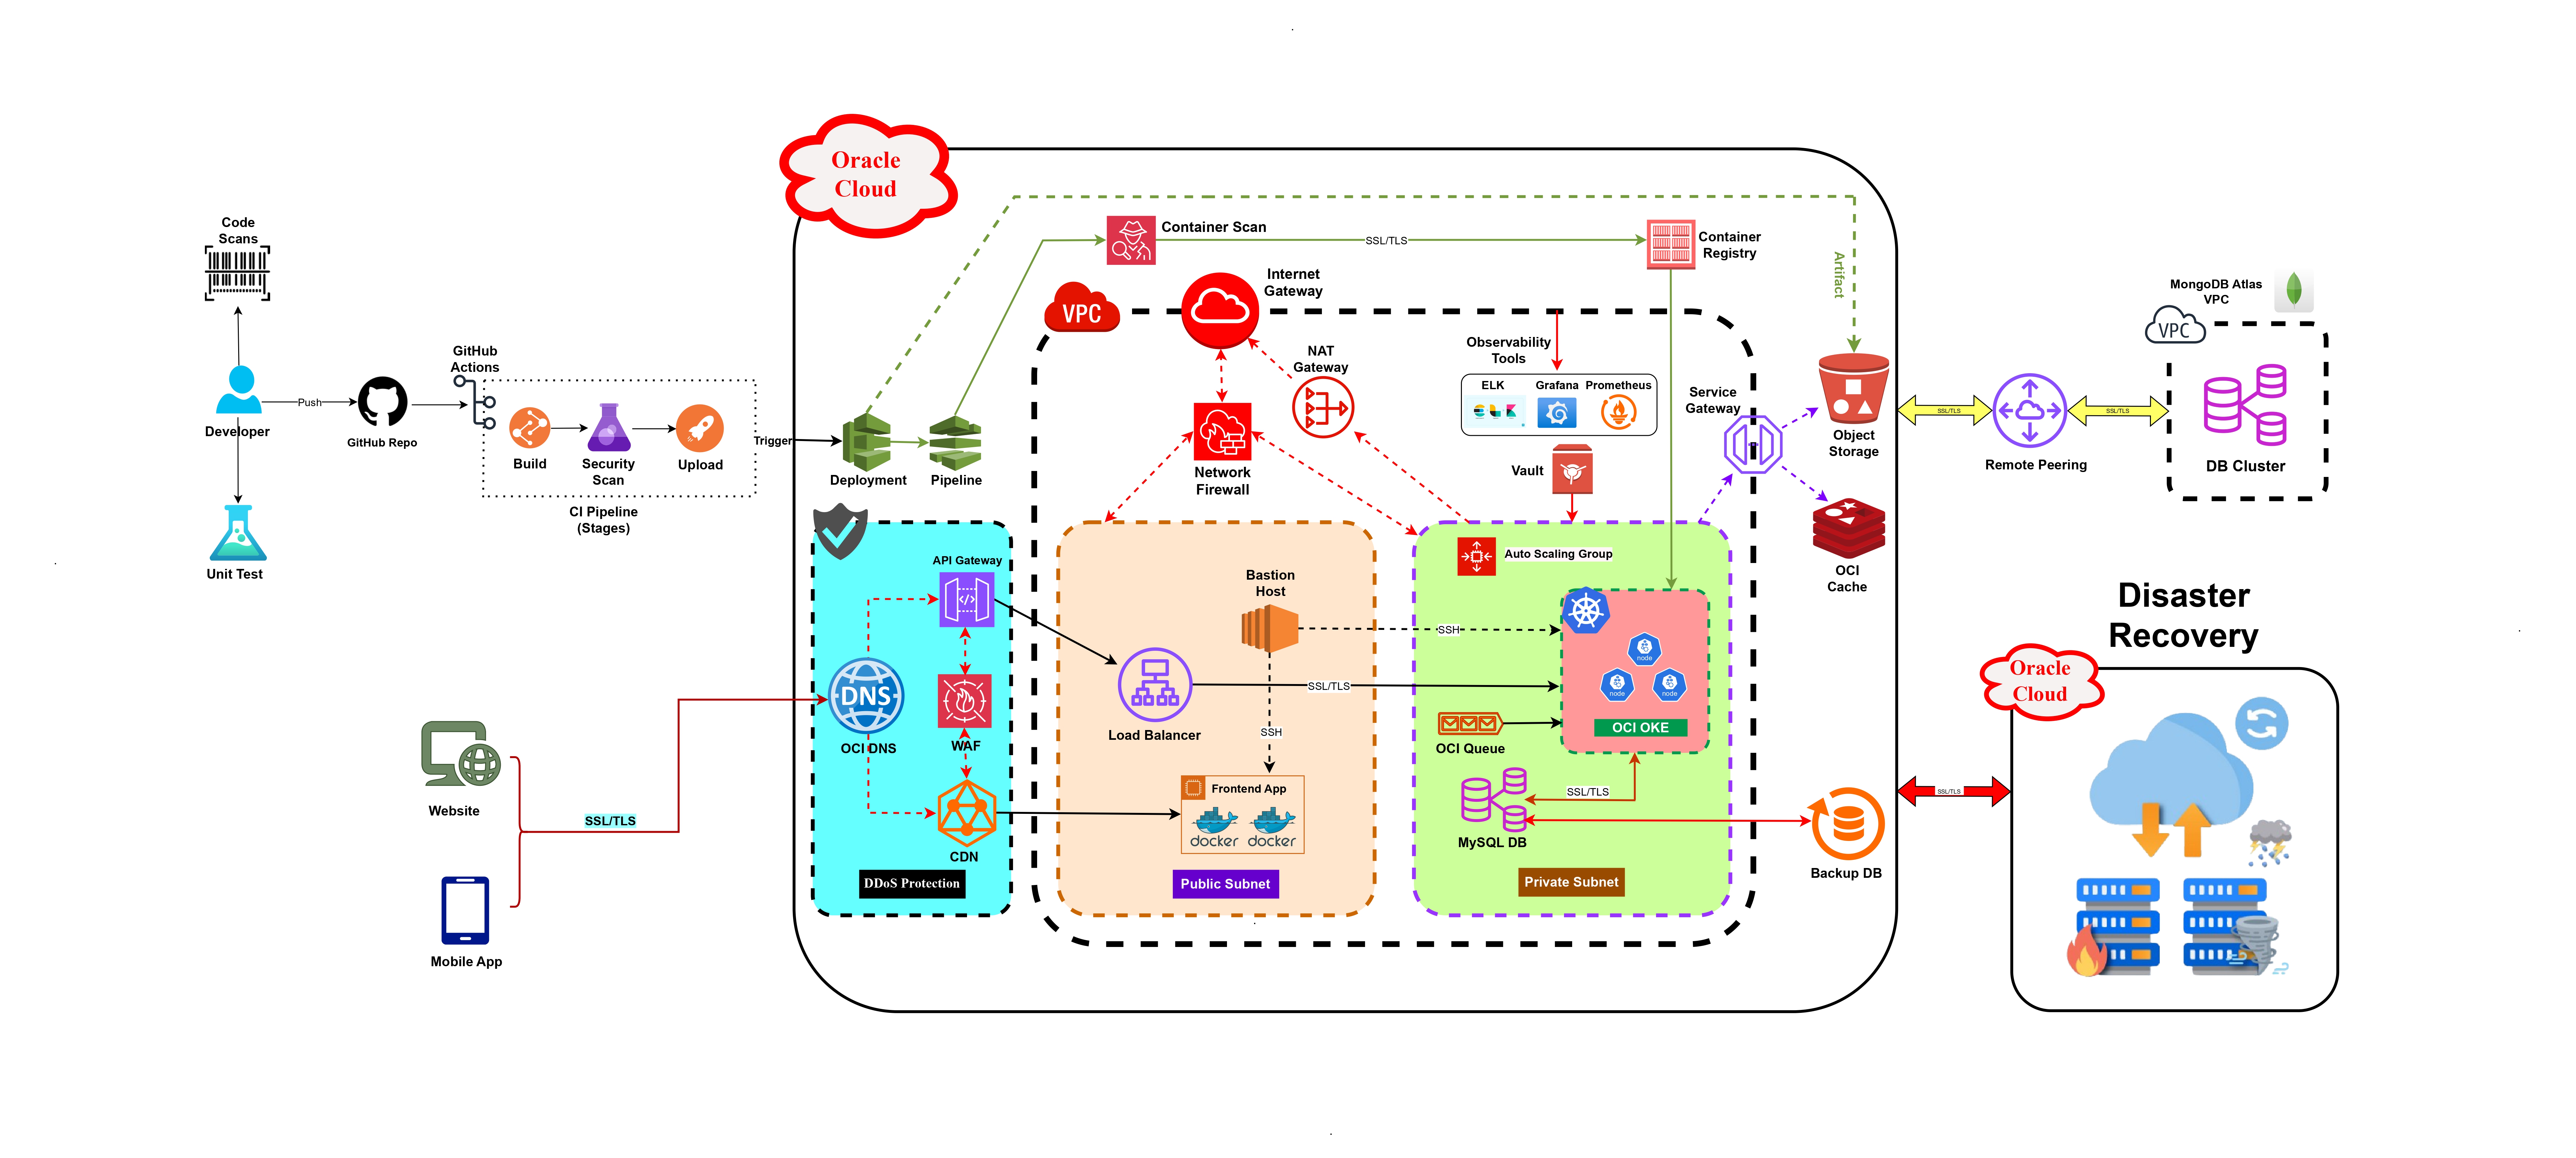 Oracle
Cloud
Code
Scans
Developer
Push
GitHub Repo
Unit Test
GitHub
Actions
Build
Security
Scan
Upload
CI Pipeline
(Stages)
Trigger
Deployment
Pipeline
Container Scan
SSL/TLS
Container
Registry
Artifact
VPC
Internet
Gateway
NAT
Gateway
Network
Firewall
Observability
Tools
ELK
Grafana
Prometheus
Vault
Service
Gateway
Object
Storage
OCI
Cache
SSL/TLS
Remote Peering
SSL/TLS
MongoDB Atlas
VPC
VPC
DB Cluster
Website
Mobile App
SSL/TLS
API Gateway
DNS
OCI DNS
WAF
CDN
DDoS Protection
Bastion
Host
SSH
SSH
Load Balancer
SSL/TLS
Frontend App
docker
docker
Public Subnet
Auto Scaling Group
node
node
node
OCI OKE
OCI Queue
SSL/TLS
MySQL DB
Private Subnet
Backup DB
SSL/TLS
Disaster
Recovery
Oracle
Cloud